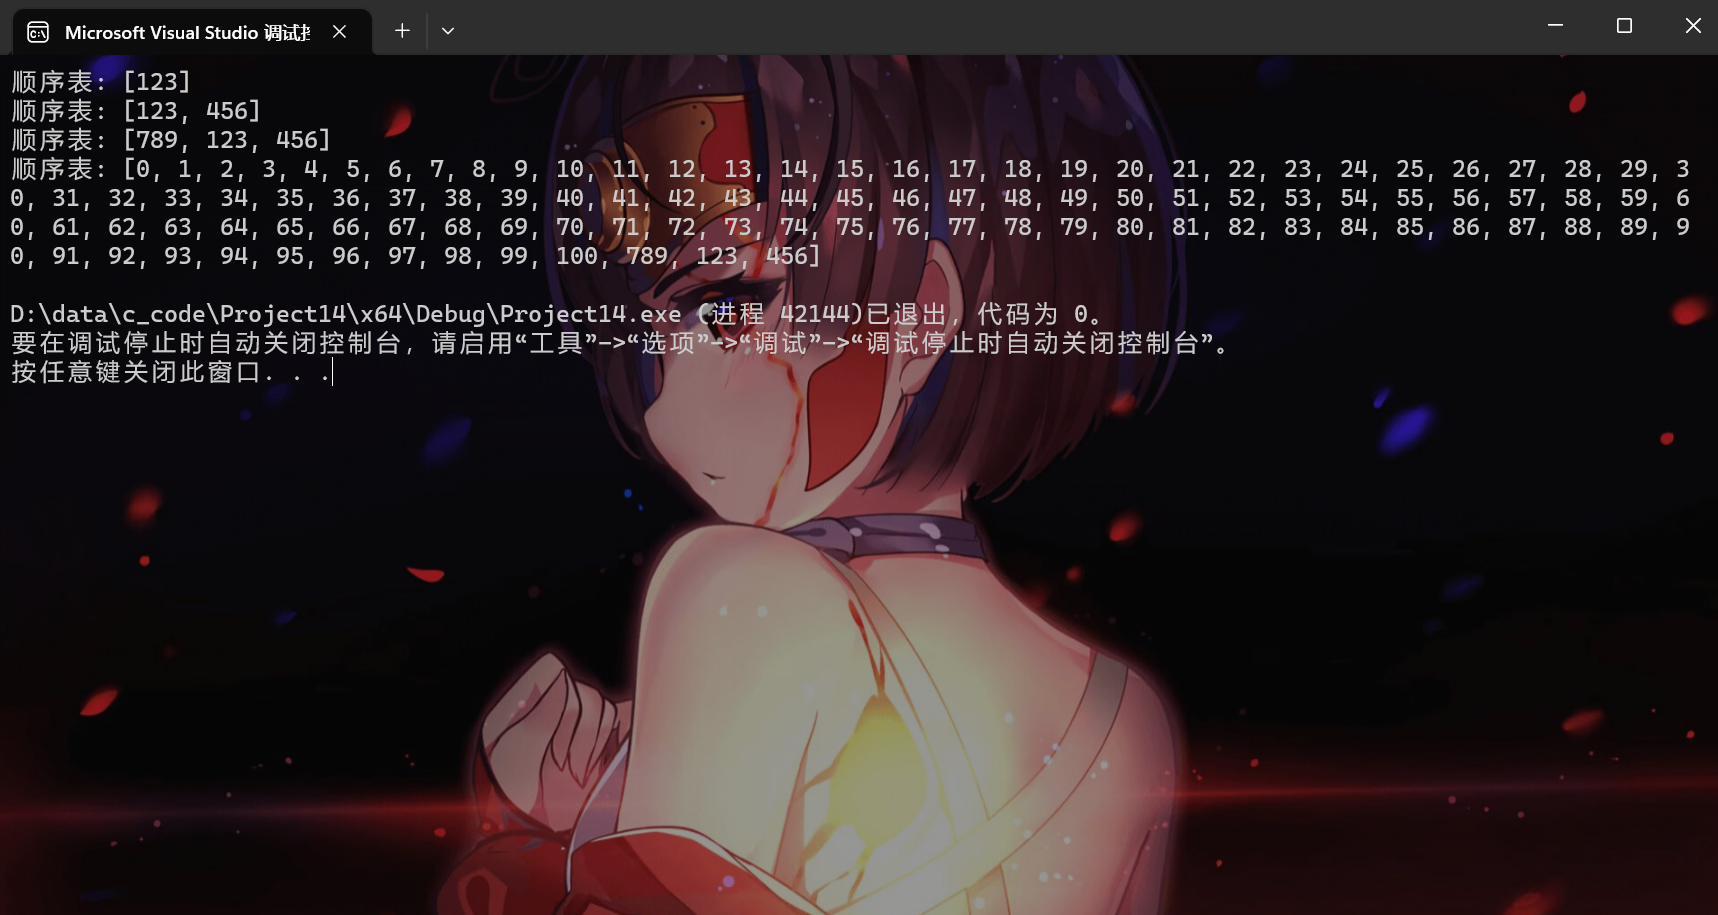 Microsoft Visual Studio 调试
顺序表: [123]
顺序表: [123, 456]
顺序表: [789, 123, 456]
顺序表: [0, 1, 2, 3, 4, 5, 6, 7, 8, 9, 10, 11, 12, 13, 14, 15, 16, 17, 18, 19, 20, 21, 22, 23, 24, 25, 26, 27, 28, 29, 3
0, 31, 32, 33, 34, 35, 36, 37, 38, 39, 40, 41, 42, 43, 44, 45, 46, 47, 48, 49, 50, 51, 52, 53, 54, 55, 56, 57, 58, 59, 6
0, 61, 62, 63, 64, 65, 66, 67, 68, 69, 70, 71, 72, 73, 74, 75, 76, 77, 78, 79, 80, 81, 82, 83, 84, 85, 86, 87, 88, 89, 9
0, 91, 92, 93, 94, 95, 96, 97, 98, 99, 100, 789, 123, 456]
D:\data\c_code\Project14\x64\Debug\Project14.exe (进程 42144)已退出，代码为 0。
要在调试停止时自动关闭控制台，请启用“工具”->“选项”->“调试”->“调试停止时自动关闭控制台”。
按任意键关闭此窗口. . .